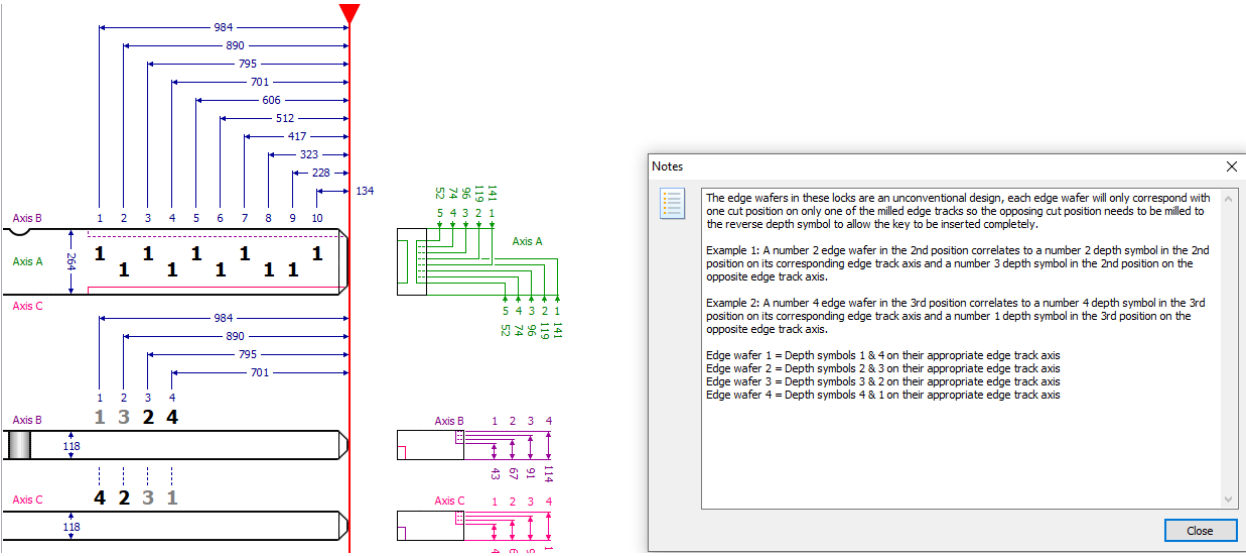 984
890
795
701
606
512
417
323
228
134
Axis B 1 2 3 4 5 6 7 8 9 10
Axis A 264 1 1 1 1 1 1 1 1 1 1
Axis C
52 74 96 119 141
5 4 3 2 1
Axis A
5 4 3 2 1
52 74 96 119 141
984
890
795
701
1 2 3 4
Axis B 1 3 2 4
118
Axis B 1 2 3 4
43 67 91 114
Axis C 4 2 3 1
118
Axis C 1 2 3 4
Notes
The edge wafers in these locks are an unconventional design, each edge wafer will only correspond with
one cut position on only one of the milled edge tracks so the opposing cut position needs to be milled to
the reverse depth symbol to allow the key to be inserted completely.
Example 1: A number 2 edge wafer in the 2nd position correlates to a number 2 depth symbol in the 2nd
position on its corresponding edge track axis and a number 3 depth symbol in the 2nd position on the
opposite edge track axis.
Example 2: A number 4 edge wafer in the 3rd position correlates to a number 4 depth symbol in the 3rd
position on its corresponding edge track axis and a number 1 depth symbol in the 3rd position on the
opposite edge track axis.
Edge wafer 1 = Depth symbols 1 & 4 on their appropriate edge track axis
Edge wafer 2 = Depth symbols 2 & 3 on their appropriate edge track axis
Edge wafer 3 = Depth symbols 3 & 2 on their appropriate edge track axis
Edge wafer 4 = Depth symbols 4 & 1 on their appropriate edge track axis
Close